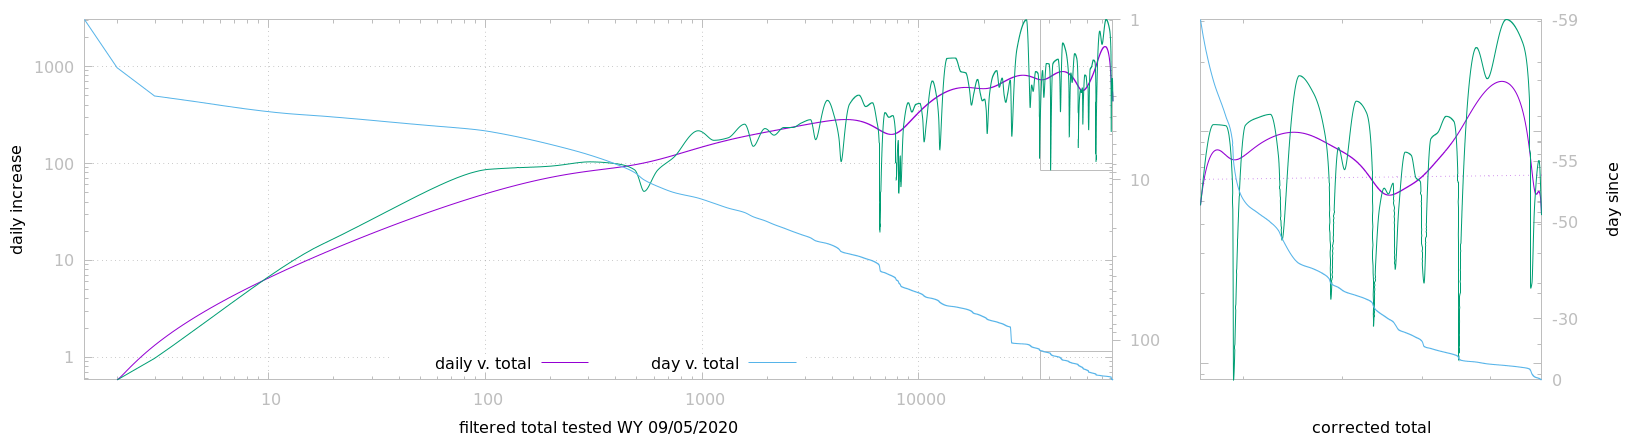 daily increase
1000
100
10
1
daily v. total
day v. total
10
100
1000
10000
filtered total tested WY 09/05/2020
1
10
100
-59
-55
-50
-30
0
day since
corrected total